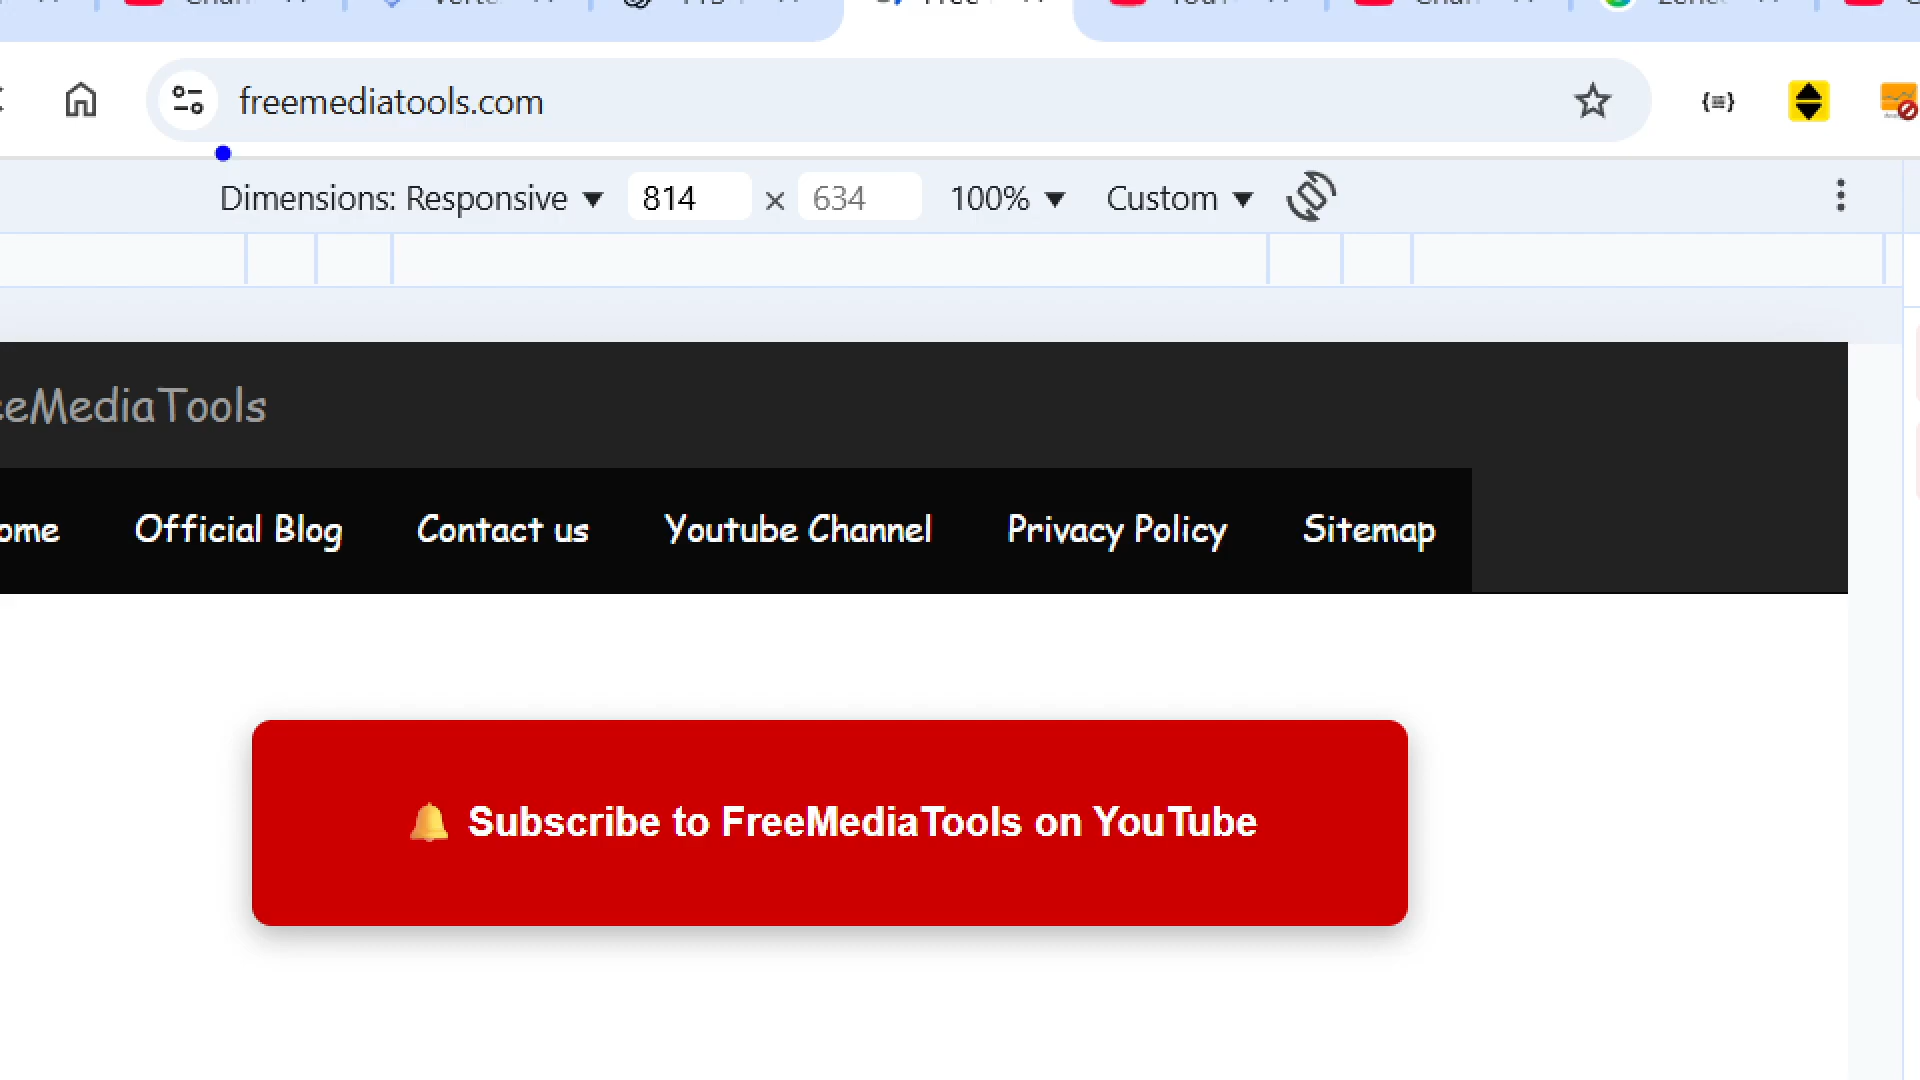 freemediatools.com
Dimensions: Responsive ▼ 814 × 634 100% ▼ Custom ▼
eMediaTools
ome Official Blog Contact us Youtube Channel Privacy Policy Sitemap
🔔 Subscribe to FreeMediaTools on YouTube